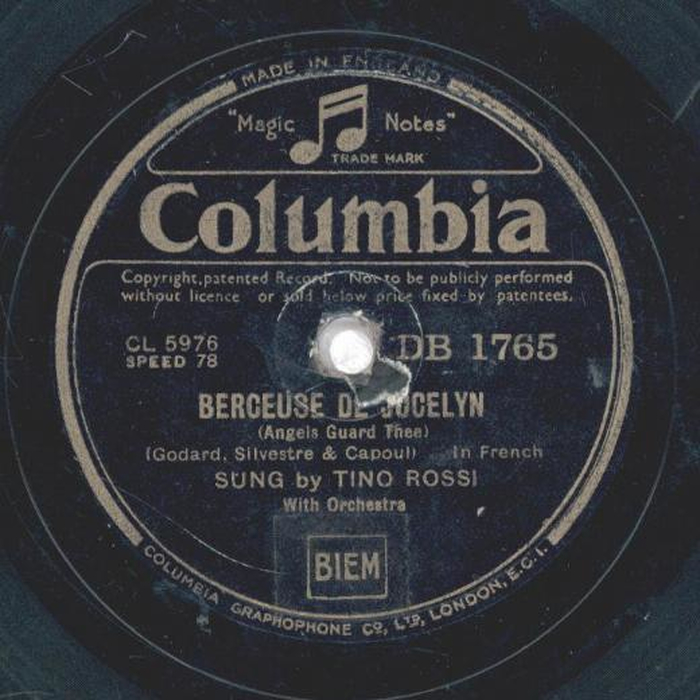 MADE IN ENGLAND
"Magic Notes"
TRADE MARK
Columbia
Copyright, patented Record. Not to be publicly performed
without licence or sold below price fixed by patentees.
CL 5976 DB 1765
SPEED 78
BERCEUSE DE JOCELYN
(Angels Guard Thee)
(Godard, Silvestre & Capoul) In French
SUNG by TINO ROSSI
With Orchestra
BIEM
COLUMBIA GRAPHOPHONE CO, LTD, LONDON, E.C.1.